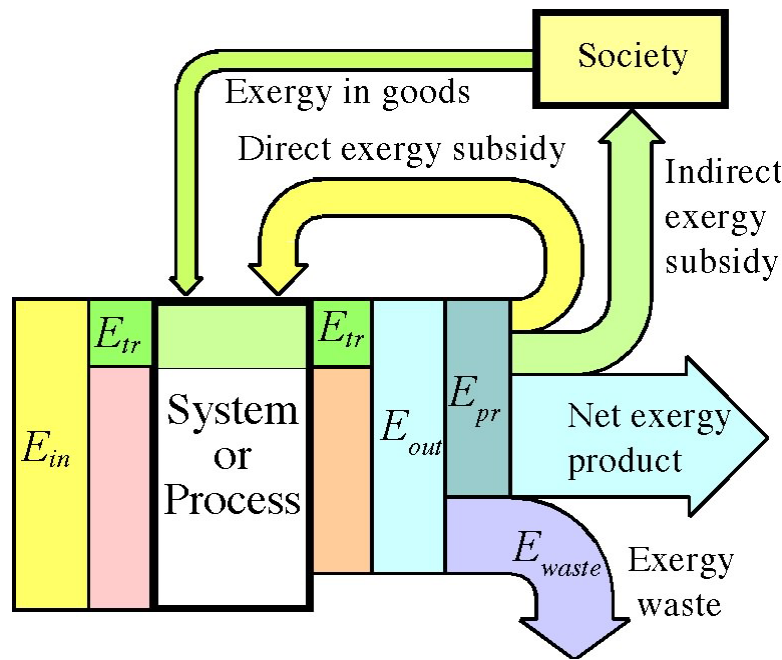 Society
Exergy in goods
Direct exergy subsidy
Indirect
exergy
subsidy
E_tr
E_tr
System
or
Process
E_in
E_out
E_pr
Net exergy
product
E_waste
Exergy
waste